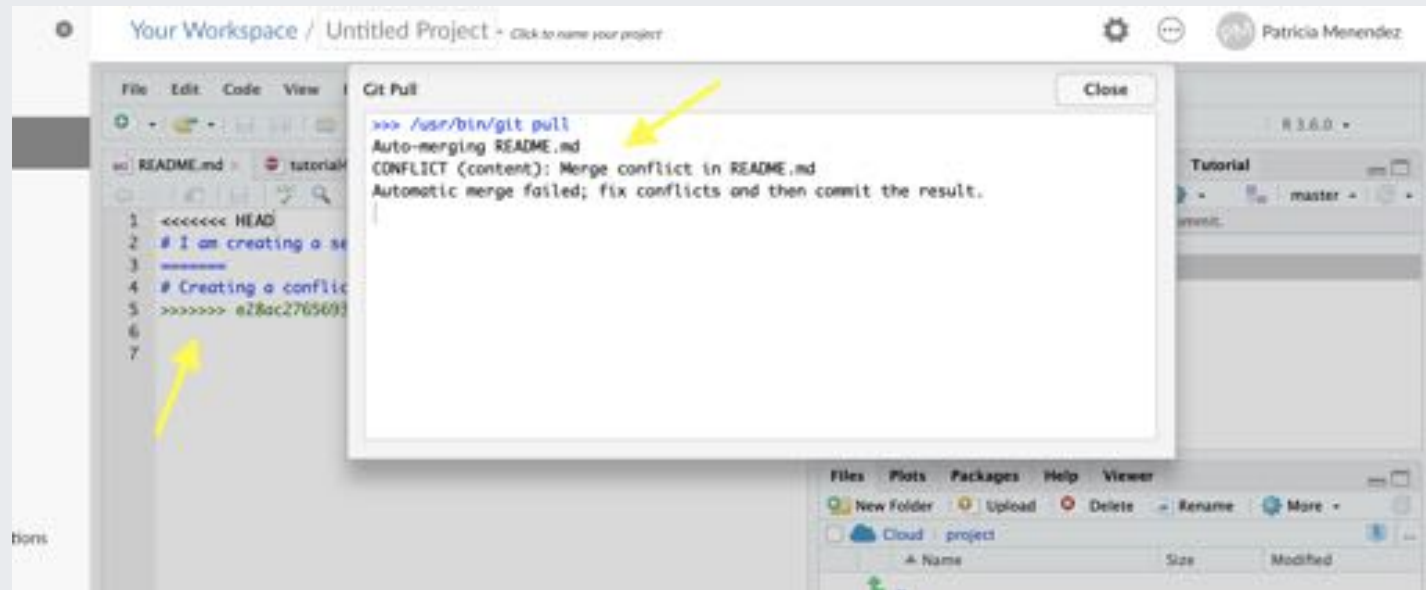 Your Workspace / Untitled Project - Click to name your project
Patricia Menendez
File Edit Code View
Git Pull
Close
>>> /usr/bin/git pull
Auto-merging README.md
CONFLICT (content): Merge conflict in README.md
Automatic merge failed; fix conflicts and then commit the result.
R 3.6.0
README.md
Tutorial
master
1 <<<<<<< HEAD
2 # I am creating a se
3 =======
4 # Creating a conflic
5 >>>>>>> e28ac2765693
6
7
Files Plots Packages Help Viewer
New Folder Upload Delete Rename More
Cloud project
Name Size Modified
tions